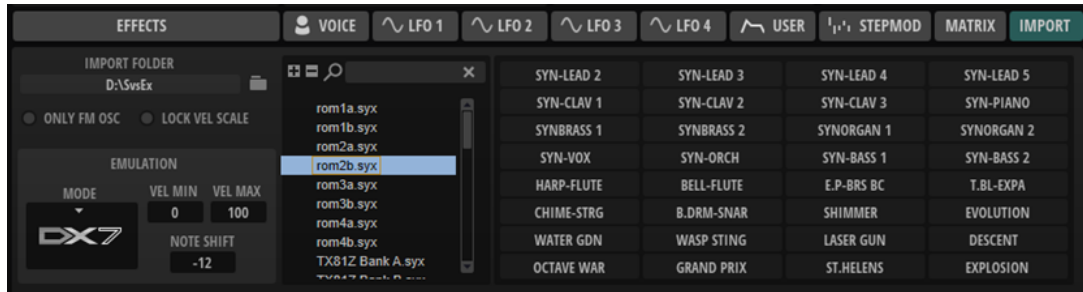 EFFECTS VOICE LFO 1 LFO 2 LFO 3 LFO 4 USER STEPMOD MATRIX IMPORT
IMPORT FOLDER
D:\SvsEx
ONLY FM OSC LOCK VEL SCALE
EMULATION
MODE VEL MIN VEL MAX
0 100
DX7
NOTE SHIFT
-12
rom1a.syx
rom1b.syx
rom2a.syx
rom2b.syx
rom3a.syx
rom3b.syx
rom4a.syx
rom4b.syx
TX81Z Bank A.syx
SYN-LEAD 2 SYN-LEAD 3 SYN-LEAD 4 SYN-LEAD 5
SYN-CLAV 1 SYN-CLAV 2 SYN-CLAV 3 SYN-PIANO
SYNBRASS 1 SYNBRASS 2 SYNORGAN 1 SYNORGAN 2
SYN-VOX SYN-ORCH SYN-BASS 1 SYN-BASS 2
HARP-FLUTE BELL-FLUTE E.P-BRS BC T.BL-EXPA
CHIME-STRG B.DRM-SNAR SHIMMER EVOLUTION
WATER GDN WASP STING LASER GUN DESCENT
OCTAVE WAR GRAND PRIX ST.HELENS EXPLOSION